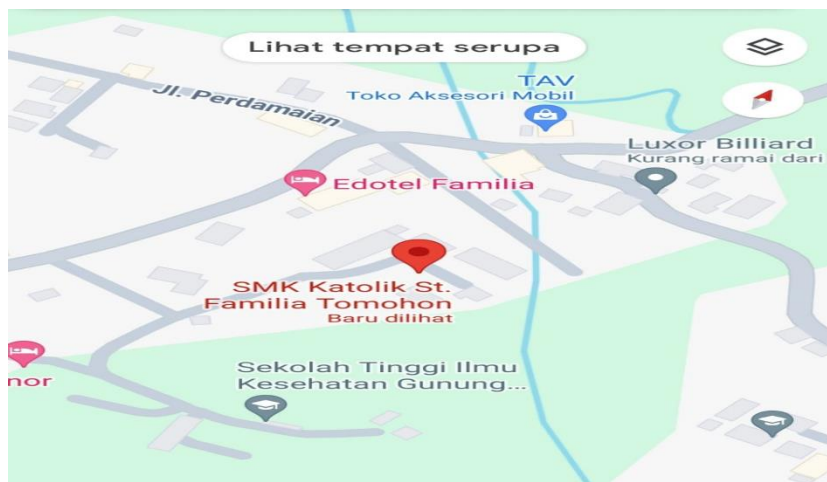 Lihat tempat serupa
TAV
Toko Aksesori Mobil
Jl. Perdamaian
Luxor Billiard
Kurang ramai dari
Edotel Familia
SMK Katolik St.
Familia Tomohon
Baru dilihat
nor
Sekolah Tinggi Ilmu
Kesehatan Gunung...